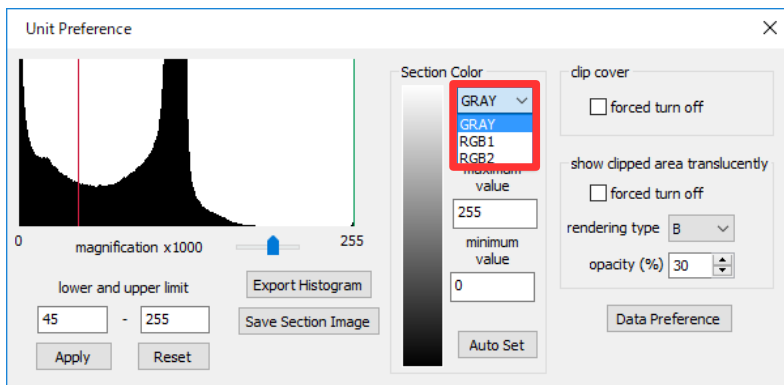 Unit Preference
0
magnification x1000
255
lower and upper limit
45
-
255
Apply
Reset
Export Histogram
Save Section Image
Section Color
GRAY
GRAY
RGB1
RGB2
maximum
value
255
minimum
value
0
Auto Set
clip cover
forced turn off
show clipped area translucently
forced turn off
rendering type
B
opacity (%)
30
Data Preference